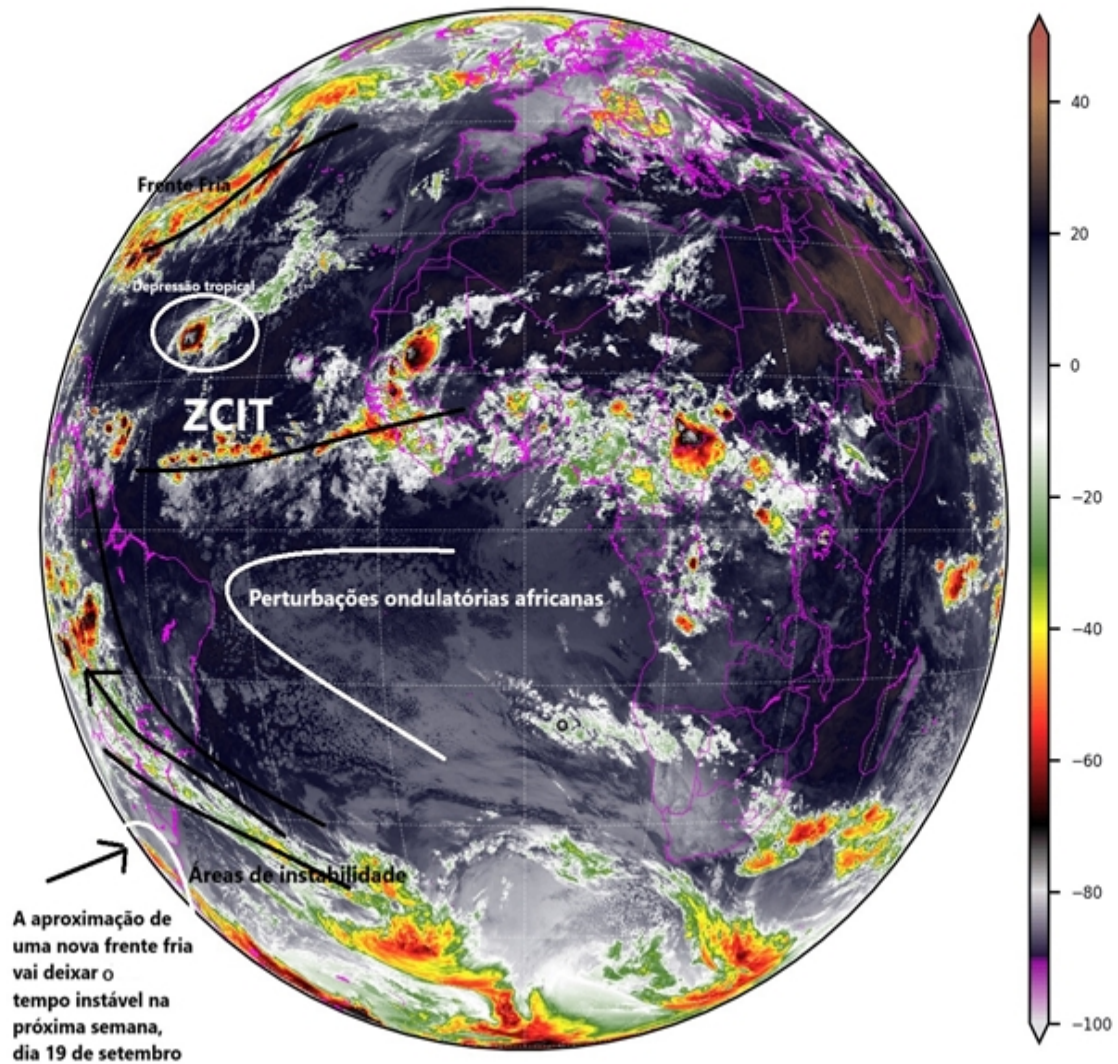 Frente Fria
Depressão tropical
ZCIT
Perturbações ondulatórias africanas
Áreas de instabilidade
A aproximação de
uma nova frente fria
vai deixar o
tempo instável na
próxima semana,
dia 19 de setembro
40
20
0
−20
−40
−60
−80
−100